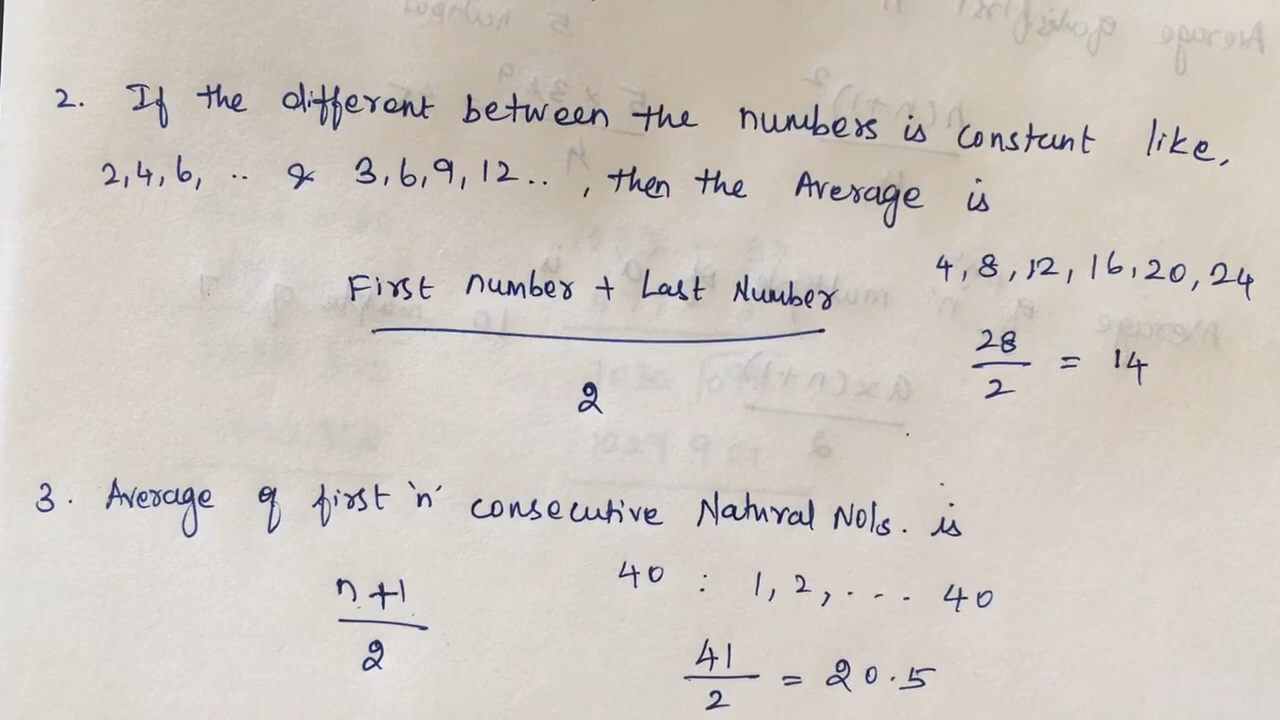 2. If the different between the numbers is constant like,
2,4,6, .. & 3,6,9,12.. , then the Average is
First number + Last Number
2
4, 8, 12, 16, 20, 24
28
2
= 14
3. Average of first 'n' consecutive Natural Nols. is
n+1
2
40 : 1, 2, . - - . 40
41
2
= 20.5